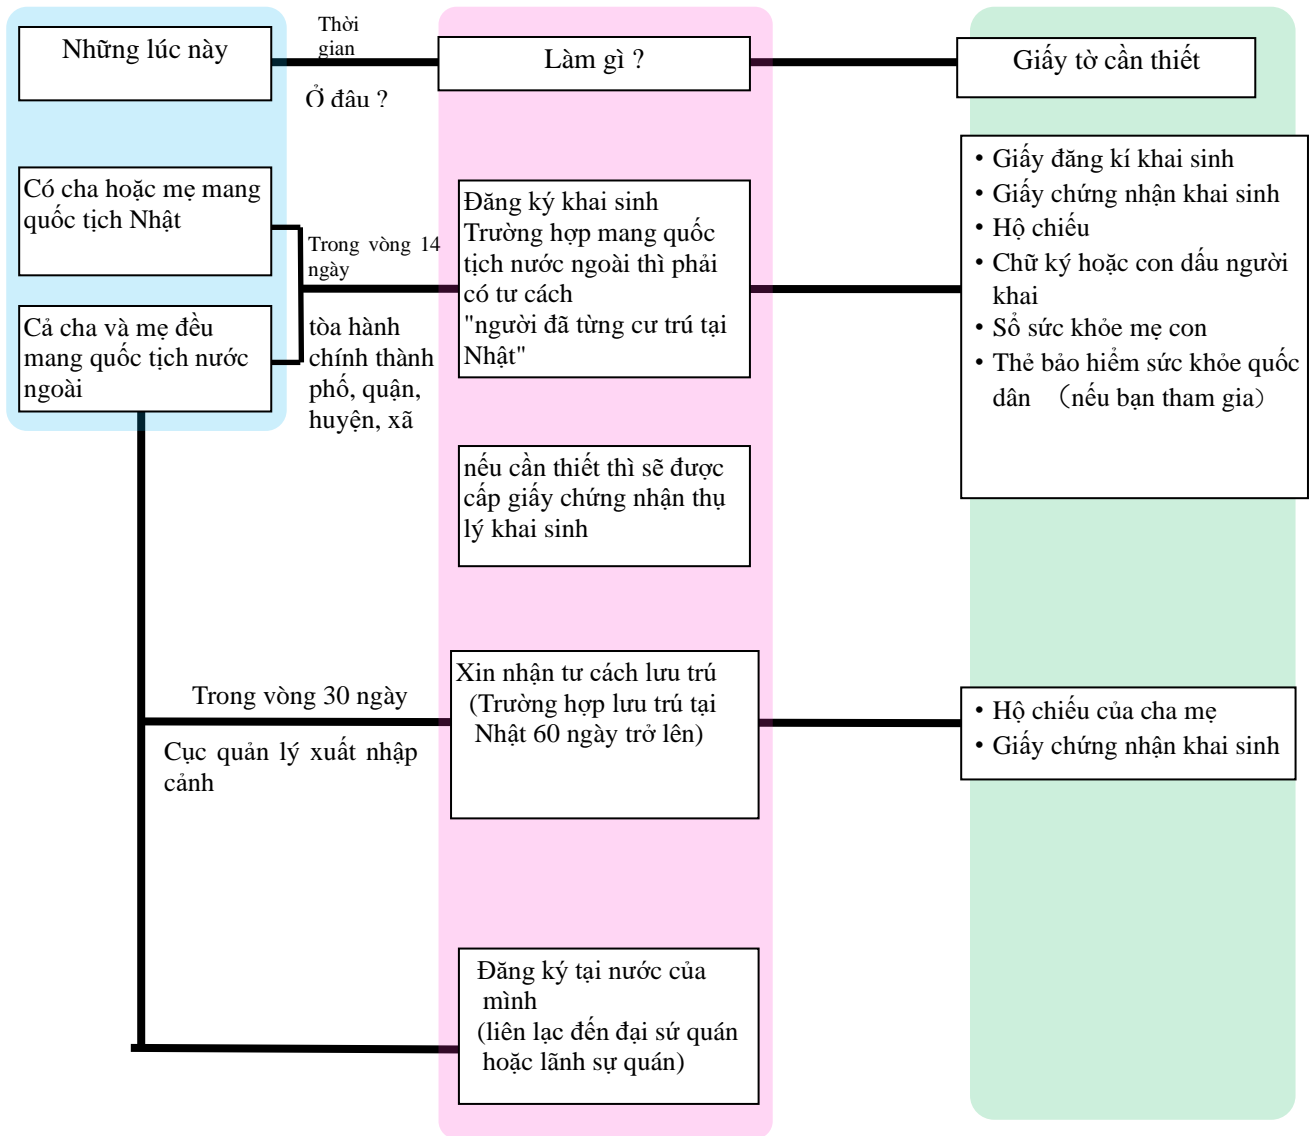 Những lúc này
Thời
gian
Ở đâu ?
Làm gì ?
Giấy tờ cần thiết
Có cha hoặc mẹ mang
quốc tịch Nhật
Cả cha và mẹ đều
mang quốc tịch nước
ngoài
Trong vòng 14
ngày
tòa hành
chính thành
phố, quận,
huyện, xã
Đăng ký khai sinh
Trường hợp mang quốc
tịch nước ngoài thì phải
có tư cách
"người đã từng cư trú tại
Nhật"
• Giấy đăng kí khai sinh
• Giấy chứng nhận khai sinh
• Hộ chiếu
• Chữ ký hoặc con dấu người
khai
• Sổ sức khỏe mẹ con
• Thẻ bảo hiểm sức khỏe quốc
dân （nếu bạn tham gia）
nếu cần thiết thì sẽ được
cấp giấy chứng nhận thụ
lý khai sinh
Trong vòng 30 ngày
Cục quản lý xuất nhập
cảnh
Xin nhận tư cách lưu trú
(Trường hợp lưu trú tại
Nhật 60 ngày trở lên)
• Hộ chiếu của cha mẹ
• Giấy chứng nhận khai sinh
Đăng ký tại nước của
mình
(liên lạc đến đại sứ quán
hoặc lãnh sự quán)